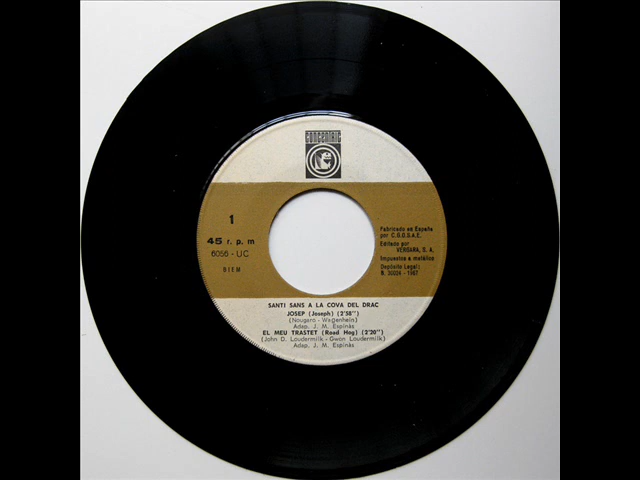 CONCENTRIC
1
45 r. p. m
6056 - UC
BIEM
Fabricado en España
por C.G.D.S.A.E.
Editado por
VERGARA, S. A.
Impuestos a metálico
Depósito Legal:
SANTI SANS A LA COVA DEL DRAC
JOSEP (Joseph) (2'58'')
(Nougaro - Wagenhein)
Adap. J. M. Espinàs
EL MEU TRASTET (Road Hog) (2'20'')
(John D. Loudermilk - Gwen Loudermilk)
Adap. J. M. Espinàs